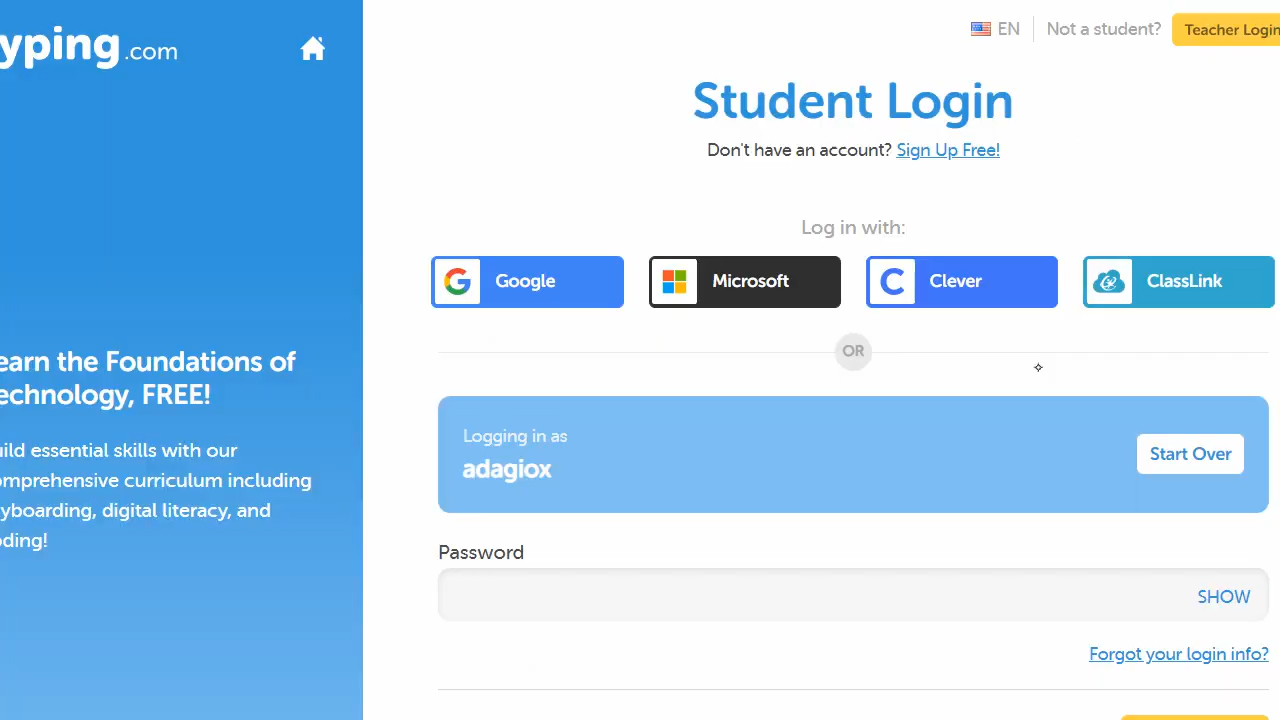 yping.com
EN
Not a student?
Teacher Login
Student Login
Don't have an account? Sign Up Free!
Log in with:
Google
Microsoft
Clever
ClassLink
OR
earn the Foundations of
echnology, FREE!
uild essential skills with our
omprehensive curriculum including
yboarding, digital literacy, and
oding!
Logging in as
adagiox
Start Over
Password
SHOW
Forgot your login info?